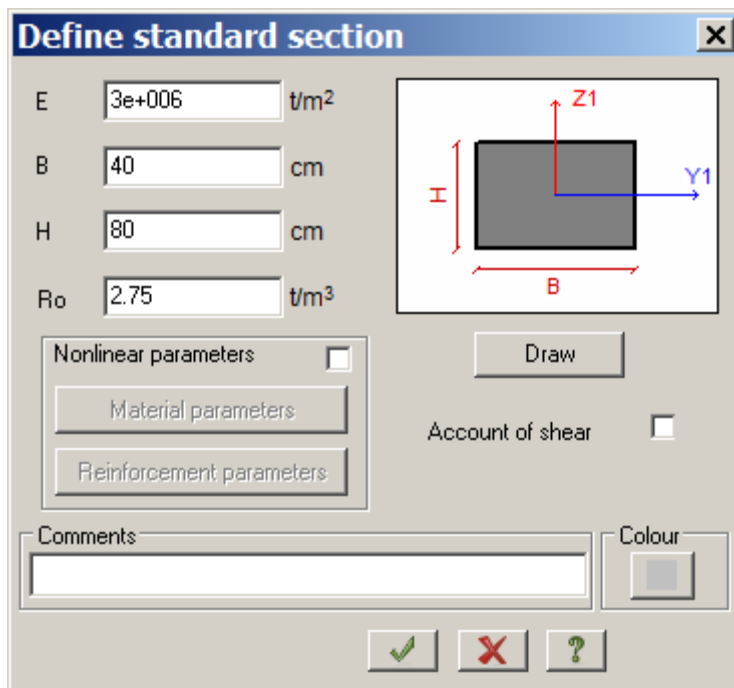 Define standard section
E 3e+006 t/m²
Z1
B 40 cm
Y1
H
H 80 cm
B
Ro 2.75 t/m³
Nonlinear parameters
Draw
Material parameters
Account of shear
Reinforcement parameters
Comments
Colour
?